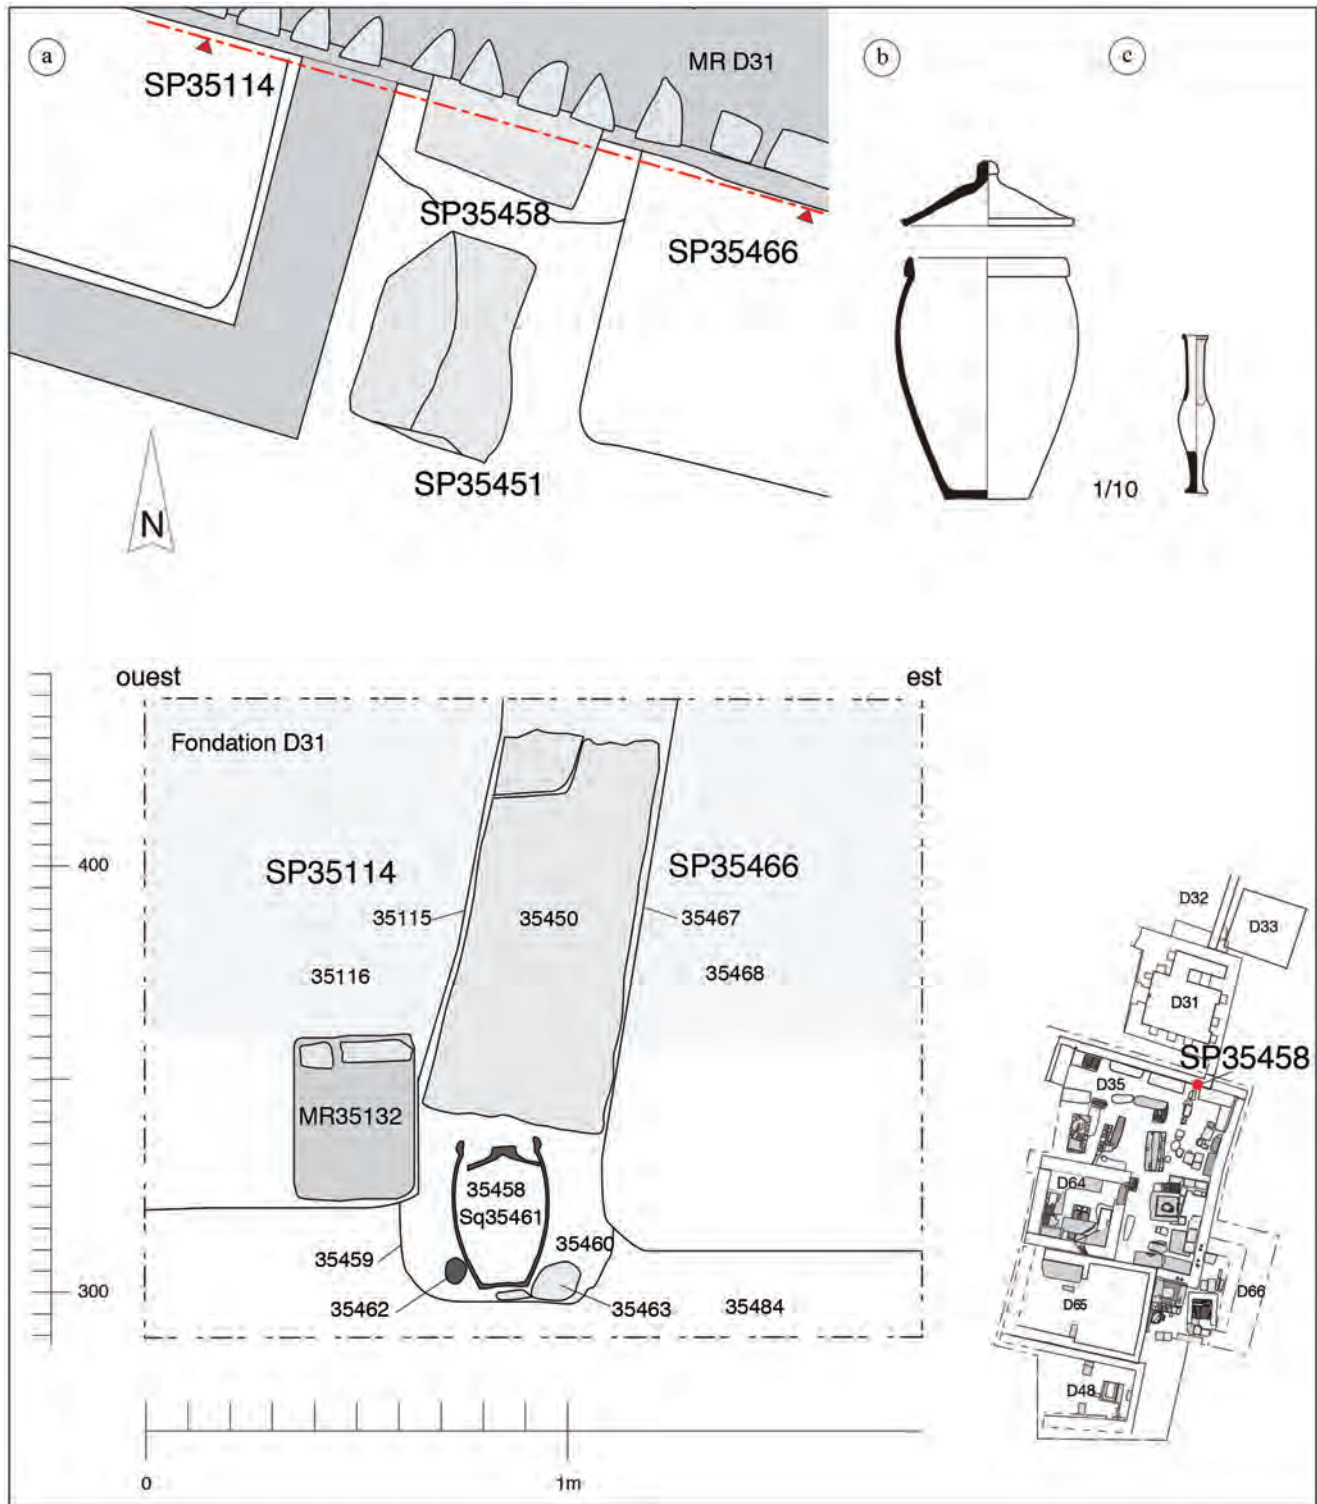 a
SP35114
MR D31
b
c
SP35458
SP35466
SP35451
N
1/10
ouest
est
Fondation D31
400
SP35114
SP35466
35115
35450
35467
35116
35468
MR35132
35458
Sq35461
35459
35460
35462
35463
35484
300
0
1m
D32
D33
D31
SP35458
D35
D64
D65
D66
D48